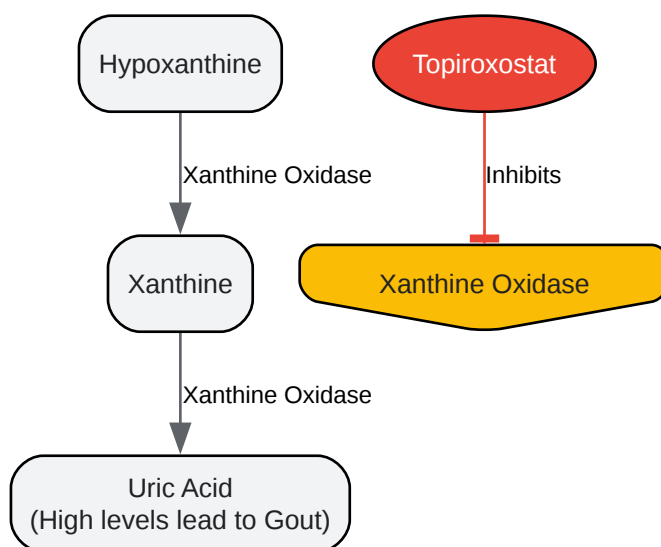 Hypoxanthine
Topiroxostat
Xanthine Oxidase
Inhibits
Xanthine
Xanthine Oxidase
Xanthine Oxidase
Uric Acid
(High levels lead to Gout)